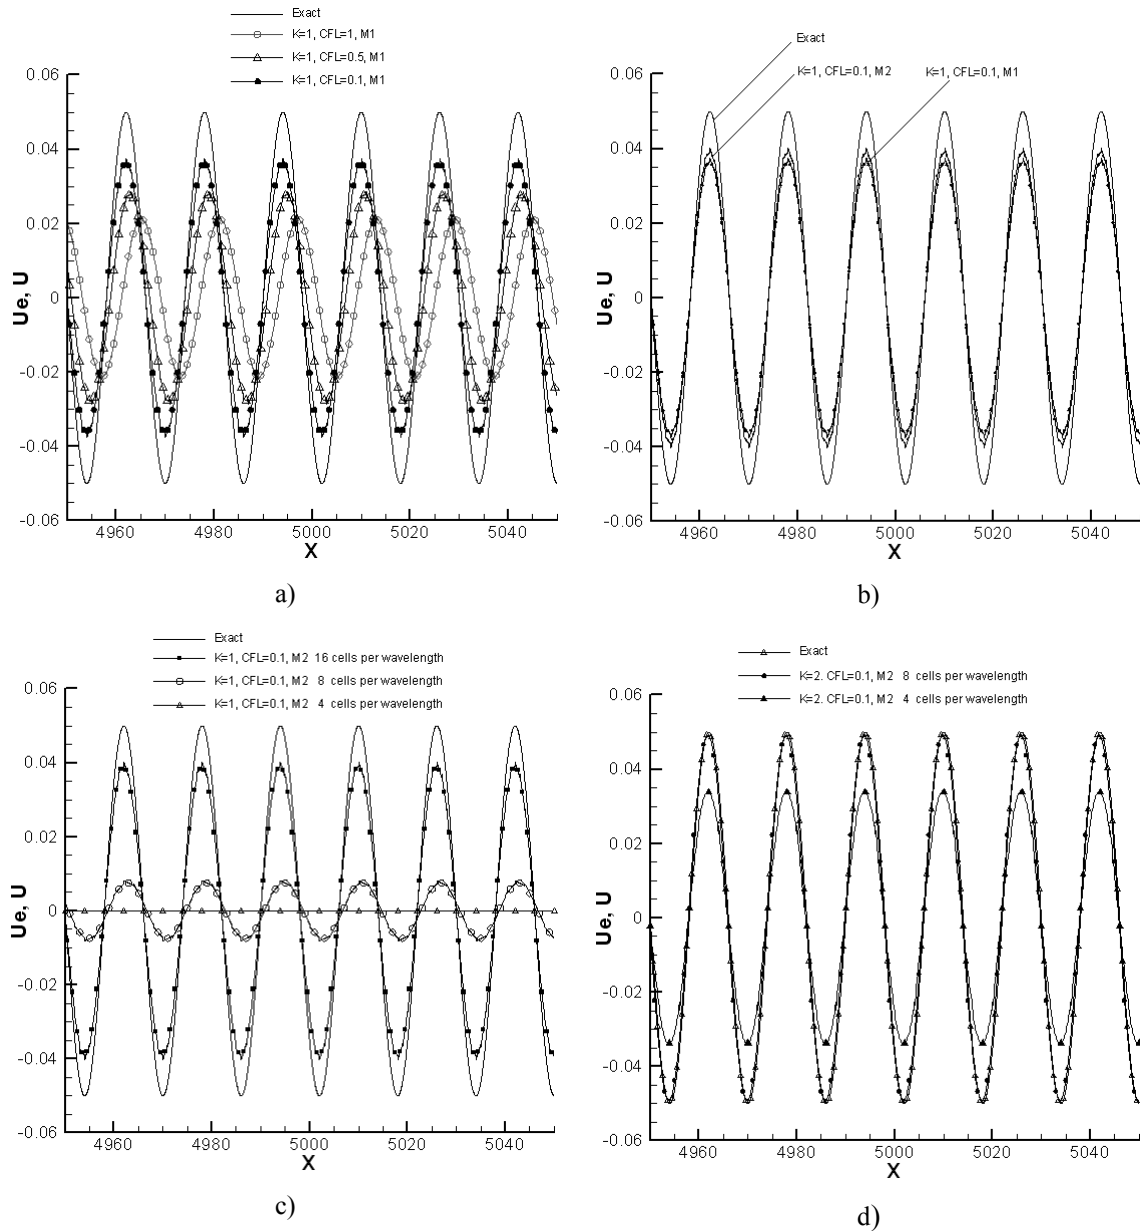 Exact
K=1, CFL=1, M1
K=1, CFL=0.5, M1
K=1, CFL=0.1, M1
0.06
0.04
0.02
0
-0.02
-0.04
-0.06
Ue, U
4960 4980 5000 5020 5040
X
a)
Exact
K=1, CFL=0.1, M2
K=1, CFL=0.1, M1
0.06
0.04
0.02
0
-0.02
-0.04
-0.06
Ue, U
4960 4980 5000 5020 5040
X
b)
Exact
K=1, CFL=0.1, M2 16 cells per wavelength
K=1, CFL=0.1, M2 8 cells per wavelength
K=1, CFL=0.1, M2 4 cells per wavelength
0.06
0.04
0.02
0
-0.02
-0.04
-0.06
Ue, U
4960 4980 5000 5020 5040
X
c)
Exact
K=2. CFL=0.1, M2 8 cells per wavelength
K=2. CFL=0.1, M2 4 cells per wavelength
0.06
0.04
0.02
0
-0.02
-0.04
-0.06
Ue, U
4960 4980 5000 5020 5040
X
d)